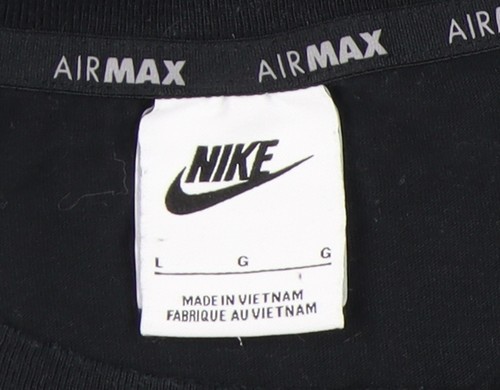 AIRMAX AIRMAX AIR
NIKE
L G G
MADE IN VIETNAM
FABRIQUE AU VIETNAM